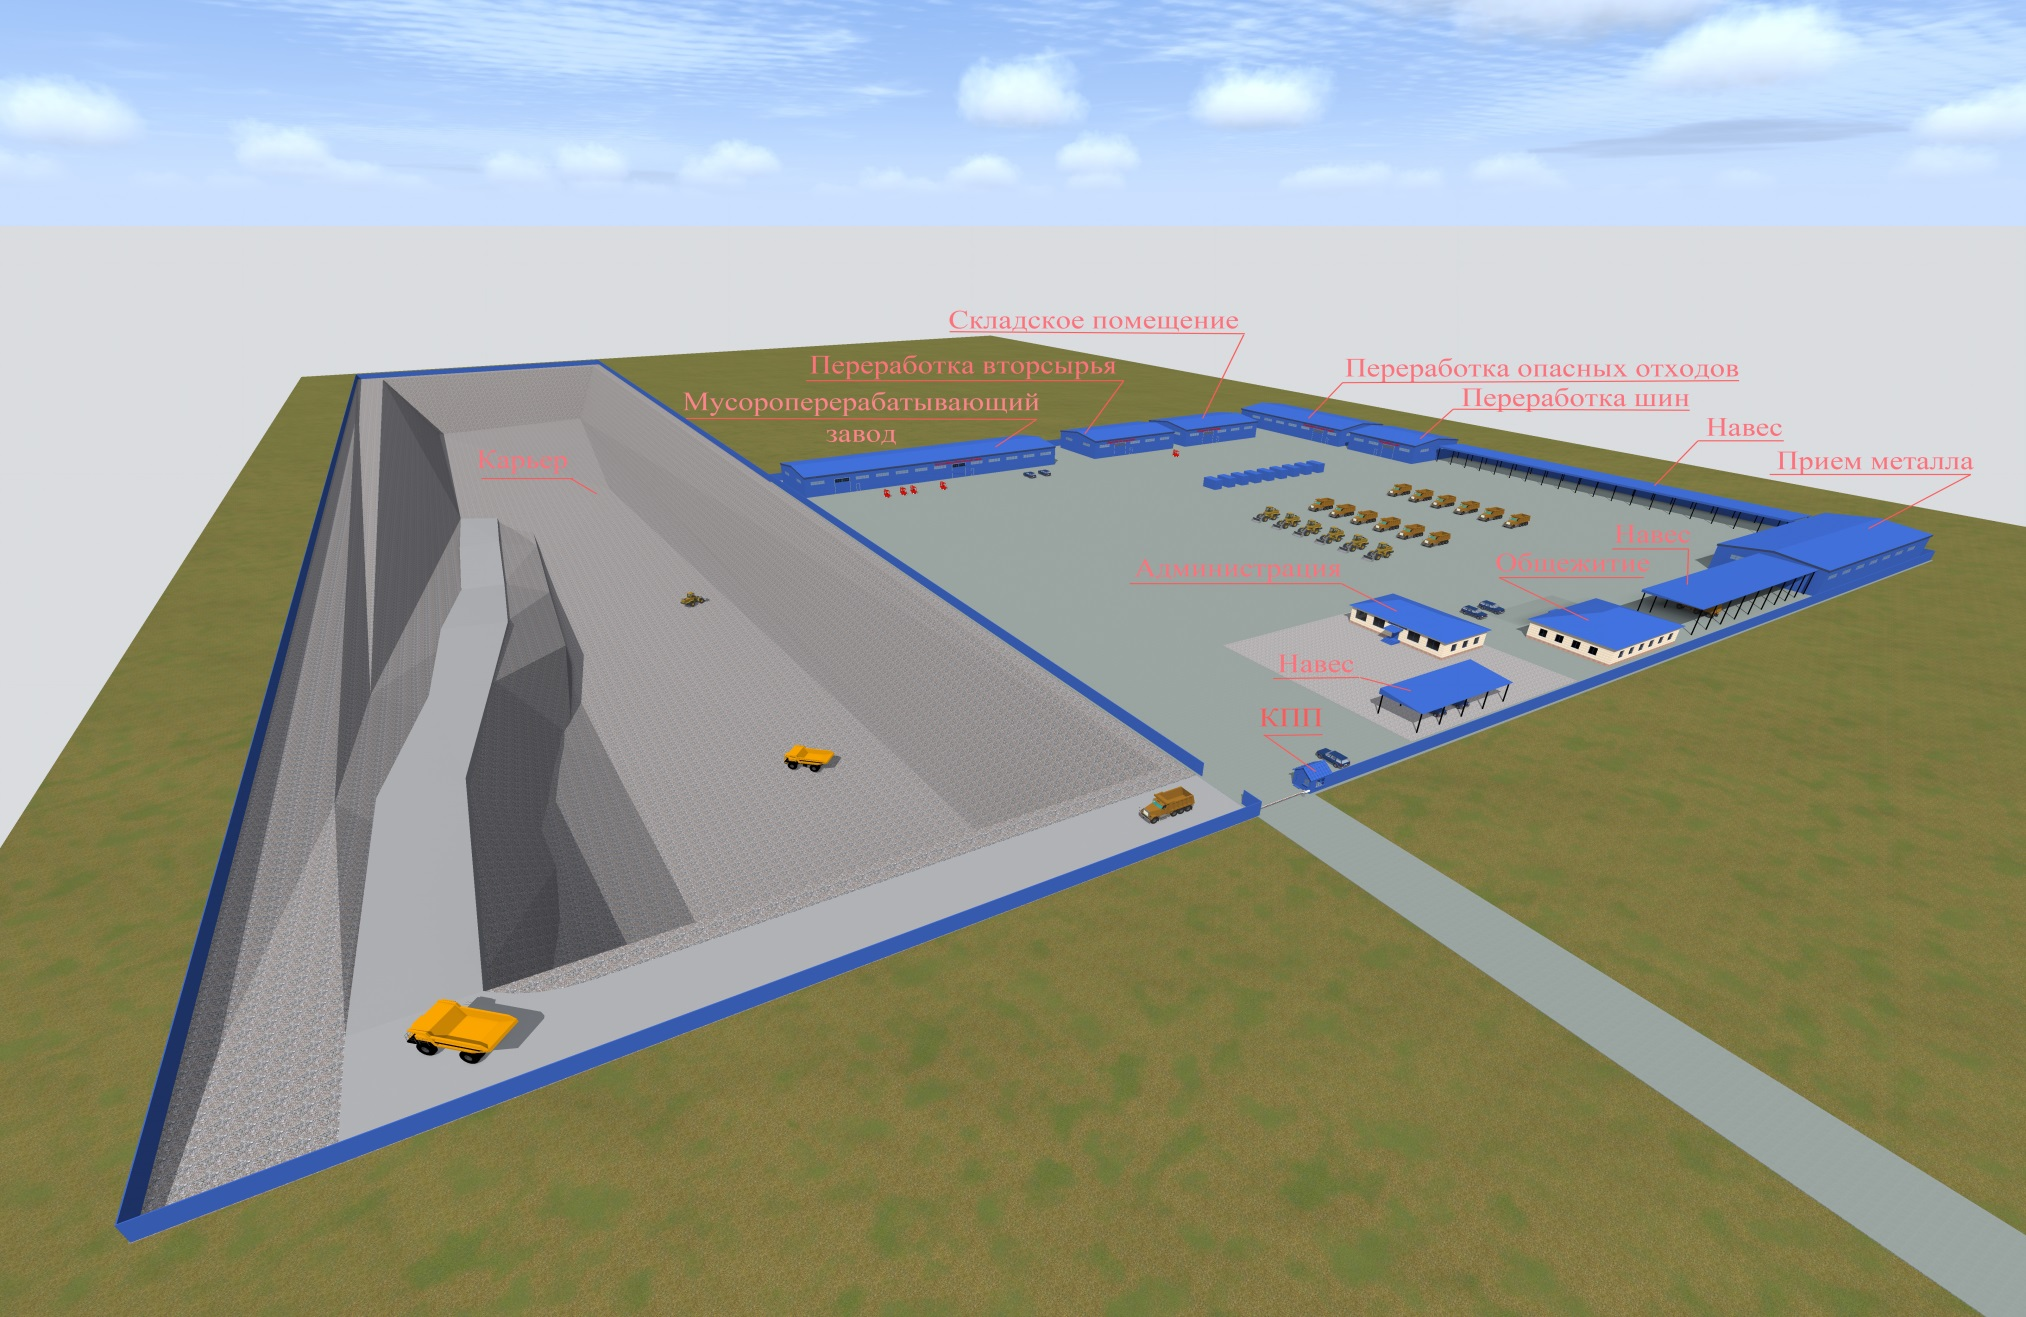 Складское помещение
Переработка вторсырья
Мусороперерабатывающий
завод
Переработка опасных отходов
Переработка шин
Навес
Прием металла
Карьер
Навес
Общежитие
Администрация
Навес
КПП